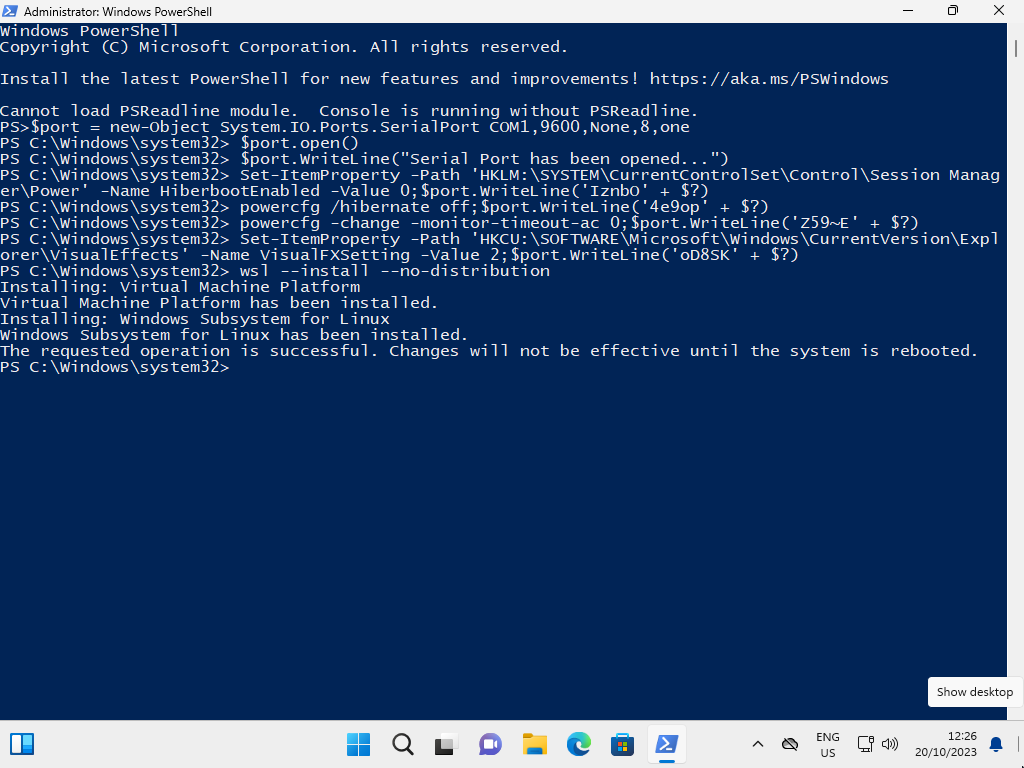 Administrator: Windows PowerShell
Windows PowerShell
Copyright (C) Microsoft Corporation. All rights reserved.
Install the latest PowerShell for new features and improvements! https://aka.ms/PSWindows
Cannot load PSReadline module.  Console is running without PSReadline.
PS>$port = new-Object System.IO.Ports.SerialPort COM1,9600,None,8,one
PS C:\Windows\system32> $port.open()
PS C:\Windows\system32> $port.WriteLine("Serial Port has been opened...")
PS C:\Windows\system32> Set-ItemProperty -Path 'HKLM:\SYSTEM\CurrentControlSet\Control\Session Manag
er\Power' -Name HiberbootEnabled -Value 0;$port.WriteLine('IznbO' + $?)
PS C:\Windows\system32> powercfg /hibernate off;$port.WriteLine('4e9op' + $?)
PS C:\Windows\system32> powercfg -change -monitor-timeout-ac 0;$port.WriteLine('Z59~E' + $?)
PS C:\Windows\system32> Set-ItemProperty -Path 'HKCU:\SOFTWARE\Microsoft\Windows\CurrentVersion\Expl
orer\VisualEffects' -Name VisualFXSetting -Value 2;$port.WriteLine('oD8SK' + $?)
PS C:\Windows\system32> wsl --install --no-distribution
Installing: Virtual Machine Platform
Virtual Machine Platform has been installed.
Installing: Windows Subsystem for Linux
Windows Subsystem for Linux has been installed.
The requested operation is successful. Changes will not be effective until the system is rebooted.
PS C:\Windows\system32>
Show desktop
ENG
US
12:26
20/10/2023